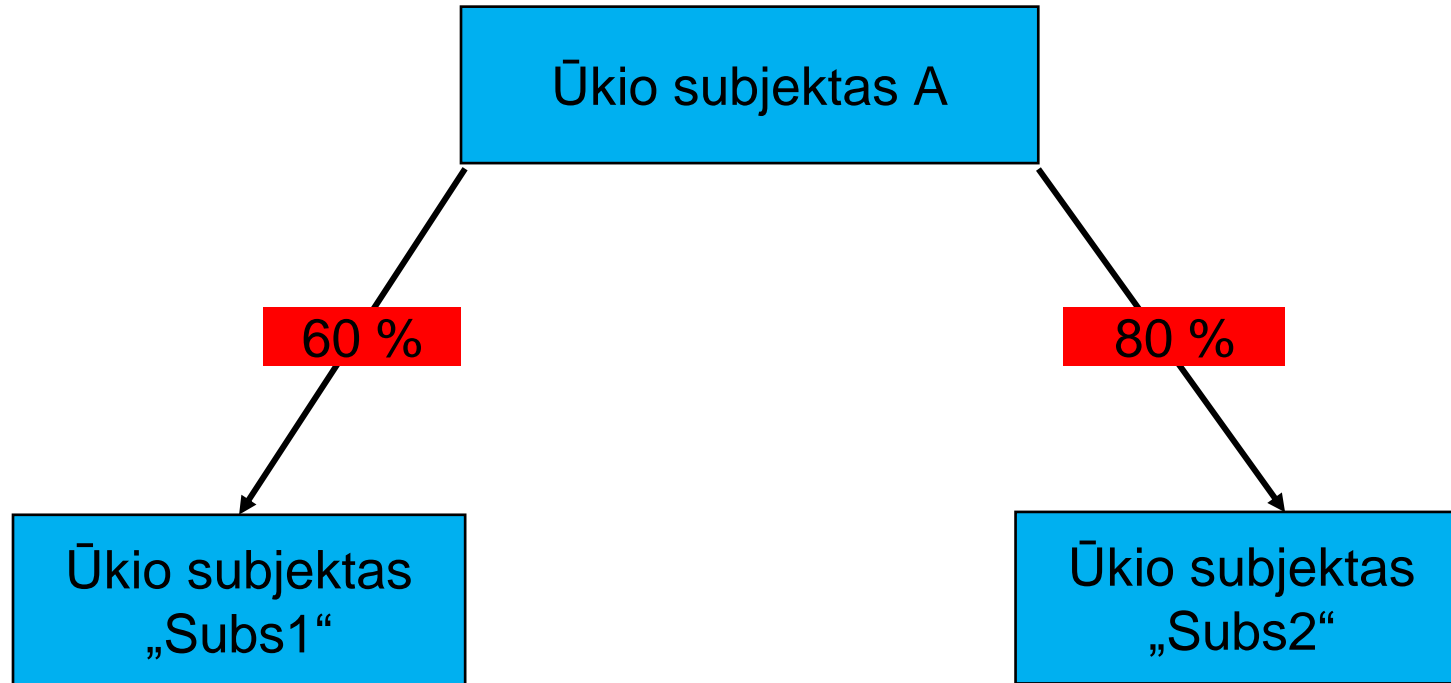 Ūkio subjektas A
60 %
80 %
Ūkio subjektas
„Subs1“
Ūkio subjektas
„Subs2“